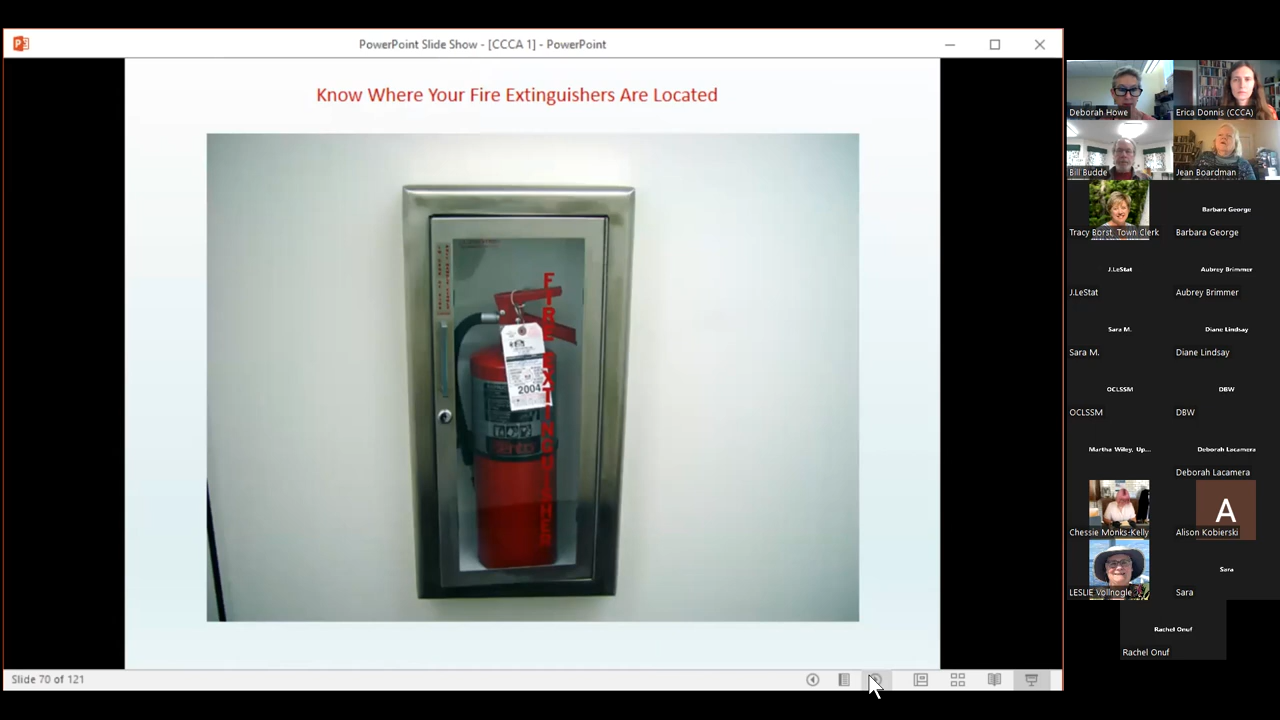 PowerPoint Slide Show - [CCCA 1] - PowerPoint
Know Where Your Fire Extinguishers Are Located
FIRE EXTINGUISHER
2004
Slide 70 of 121
Deborah Howe
Erica Donnis (CCCA)
Bill Budde
Jean Boardman
Tracy Borst, Town Clerk
Barbara George
Barbara George
J.LeStat
J.LeStat
Aubrey Brimmer
Aubrey Brimmer
Sara M.
Sara M.
Diane Lindsay
Diane Lindsay
OCLSSM
OCLSSM
DBW
DBW
Martha Wiley, Up...
Deborah Lacamera
Deborah Lacamera
Chessie Monks-Kelly
A
Alison Kobierski
LESLIE Vollnogle
Sara
Sara
Rachel Onuf
Rachel Onuf